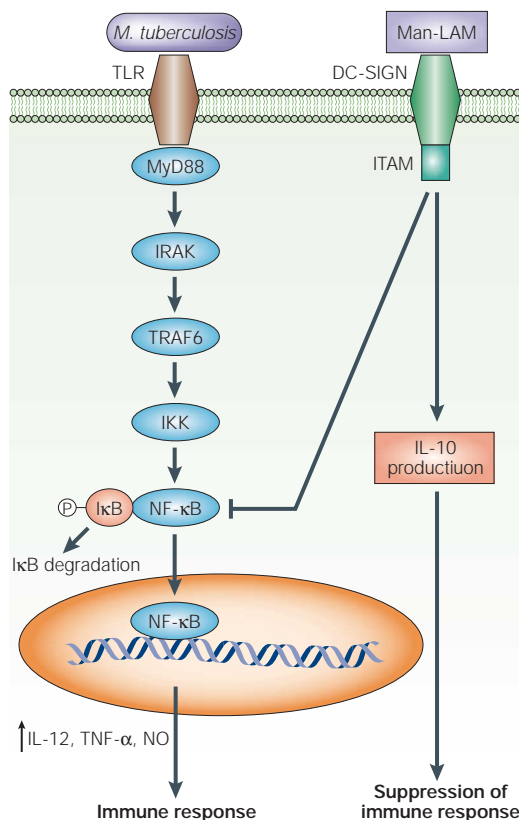 M. tuberculosis
Man-LAM
TLR
DC-SIGN
MyD88
ITAM
IRAK
TRAF6
IKK
IL-10
productiuon
P
IκB
NF-κB
IκB degradation
NF-κB
IL-12, TNF-α, NO
Immune response
Suppression of
immune response